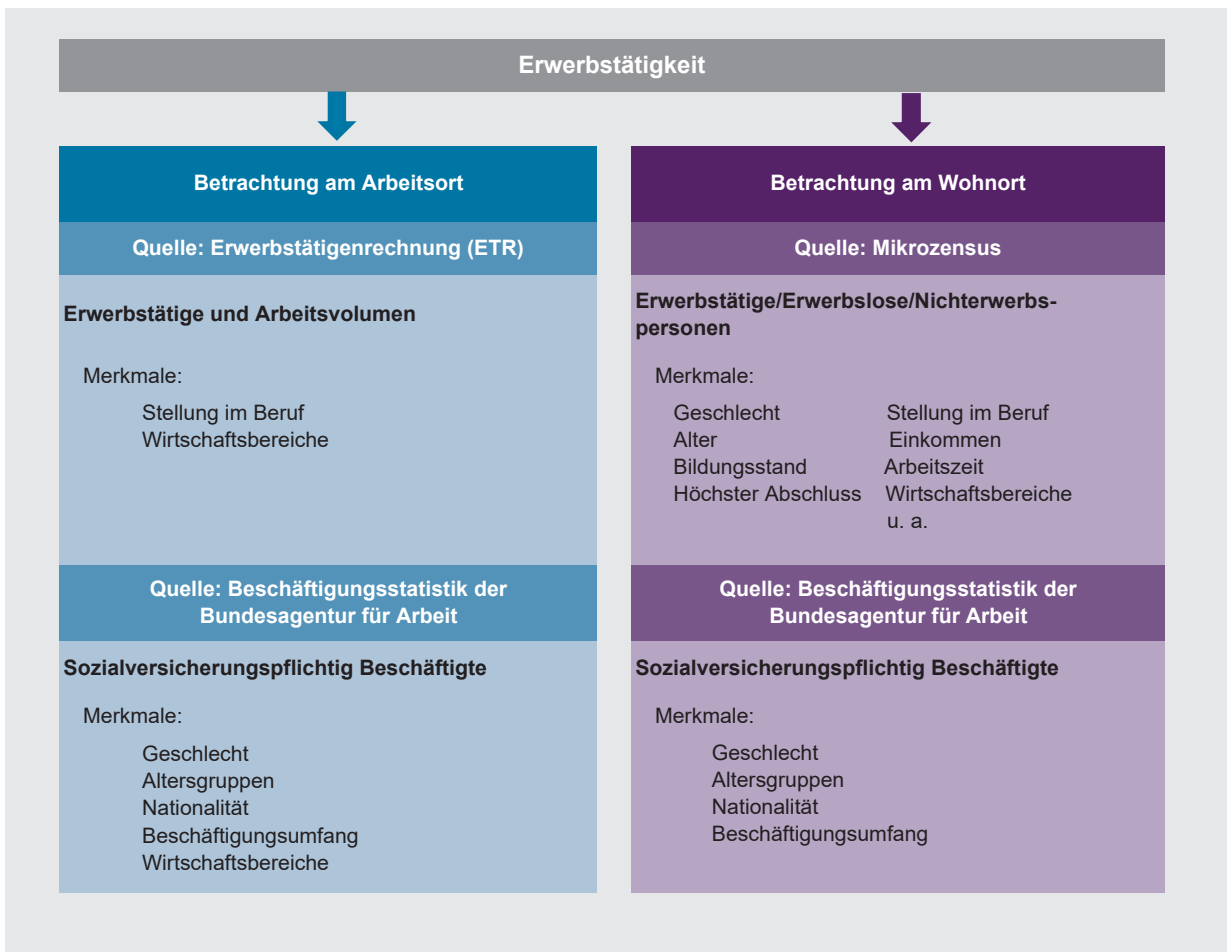 Erwerbstätigkeit
Betrachtung am Arbeitsort
Quelle: Erwerbstätigenrechnung (ETR)
Erwerbstätige und Arbeitsvolumen
Merkmale:
Stellung im Beruf
Wirtschaftsbereiche
Quelle: Beschäftigungsstatistik der
Bundesagentur für Arbeit
Sozialversicherungspflichtig Beschäftigte
Merkmale:
Geschlecht
Altersgruppen
Nationalität
Beschäftigungsumfang
Wirtschaftsbereiche
Betrachtung am Wohnort
Quelle: Mikrozensus
Erwerbstätige/Erwerbslose/Nichterwerbs-
personen
Merkmale:
Geschlecht Stellung im Beruf
Alter Einkommen
Bildungsstand Arbeitszeit
Höchster Abschluss Wirtschaftsbereiche
u. a.
Quelle: Beschäftigungsstatistik der
Bundesagentur für Arbeit
Sozialversicherungspflichtig Beschäftigte
Merkmale:
Geschlecht
Altersgruppen
Nationalität
Beschäftigungsumfang